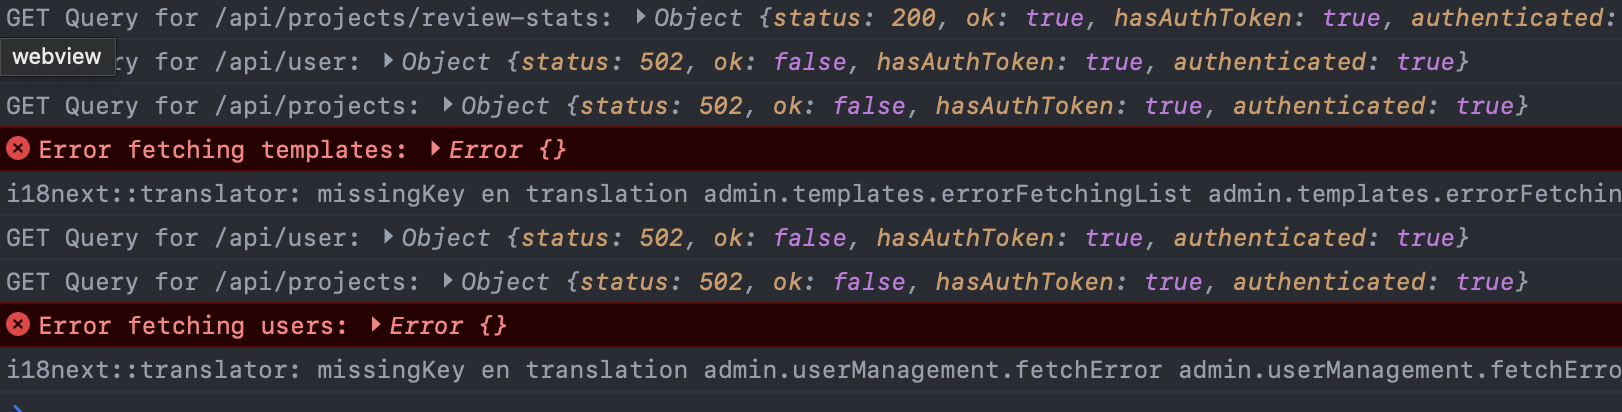 GET Query for /api/projects/review-stats: ▶Object {status: 200, ok: true, hasAuthToken: true, authenticated:
webview
ry for /api/user: ▶Object {status: 502, ok: false, hasAuthToken: true, authenticated: true}
GET Query for /api/projects: ▶Object {status: 502, ok: false, hasAuthToken: true, authenticated: true}
Error fetching templates: ▶Error {}
i18next::translator: missingKey en translation admin.templates.errorFetchingList admin.templates.errorFetchin
GET Query for /api/user: ▶Object {status: 502, ok: false, hasAuthToken: true, authenticated: true}
GET Query for /api/projects: ▶Object {status: 502, ok: false, hasAuthToken: true, authenticated: true}
Error fetching users: ▶Error {}
i18next::translator: missingKey en translation admin.userManagement.fetchError admin.userManagement.fetchErro